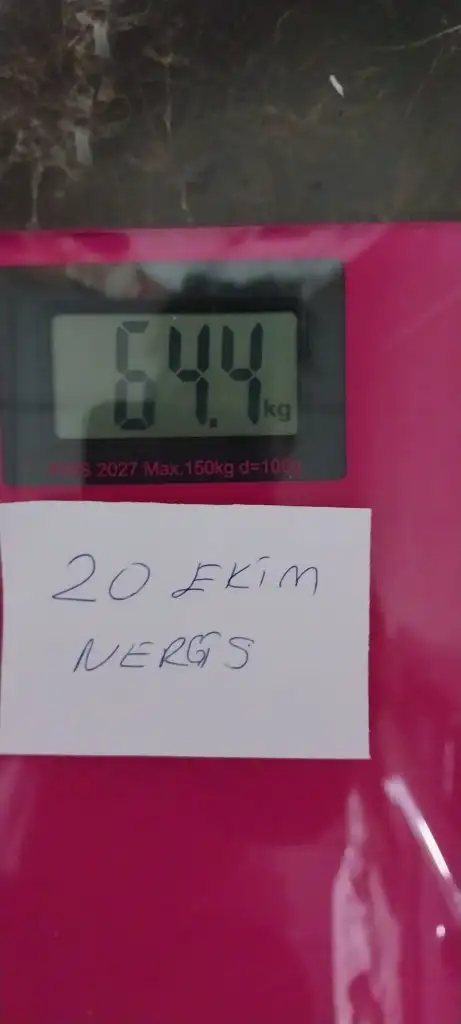 64.4 kg
2027 Max.150kg d=100g
20 EKİM
NERGİS